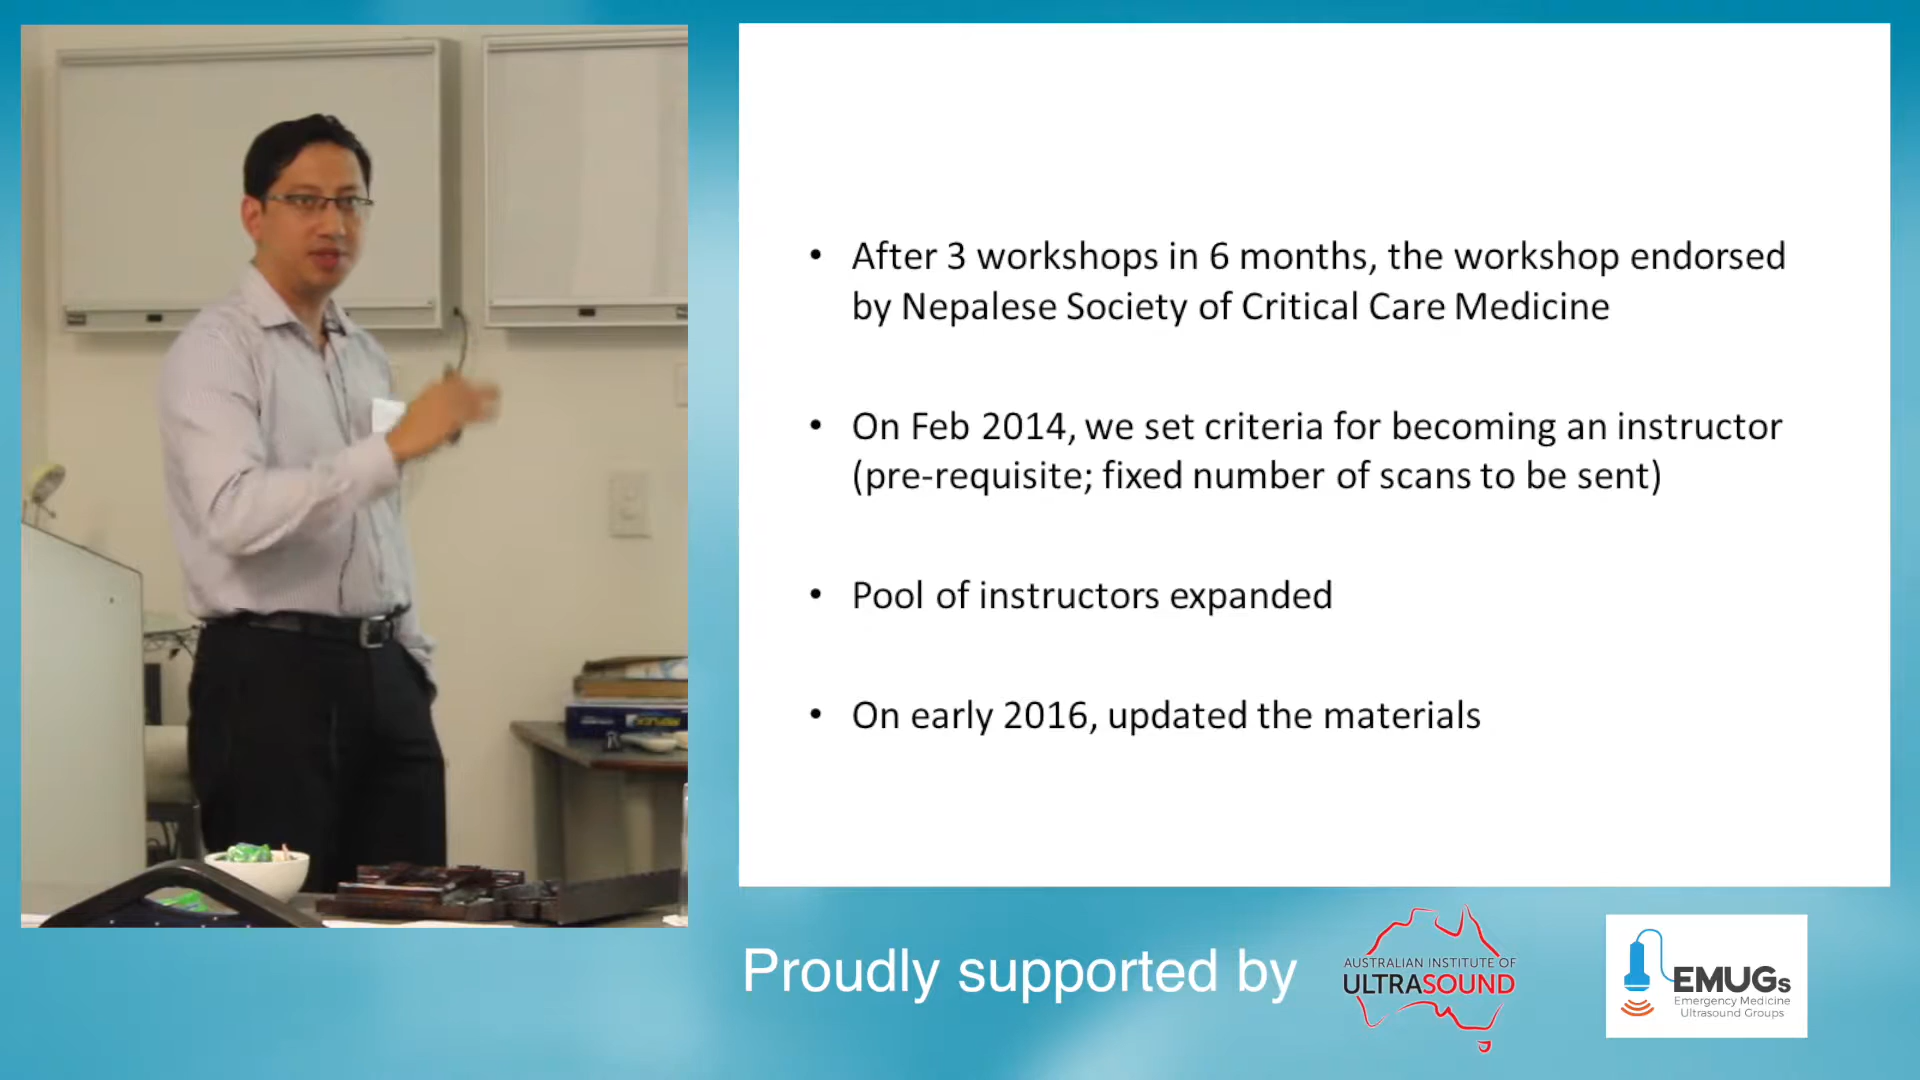 • After 3 workshops in 6 months, the workshop endorsed
by Nepalese Society of Critical Care Medicine
• On Feb 2014, we set criteria for becoming an instructor
(pre-requisite; fixed number of scans to be sent)
• Pool of instructors expanded
• On early 2016, updated the materials
Proudly supported by
AUSTRALIAN INSTITUTE OF
ULTRASOUND
EMUGs
Emergency Medicine
Ultrasound Groups